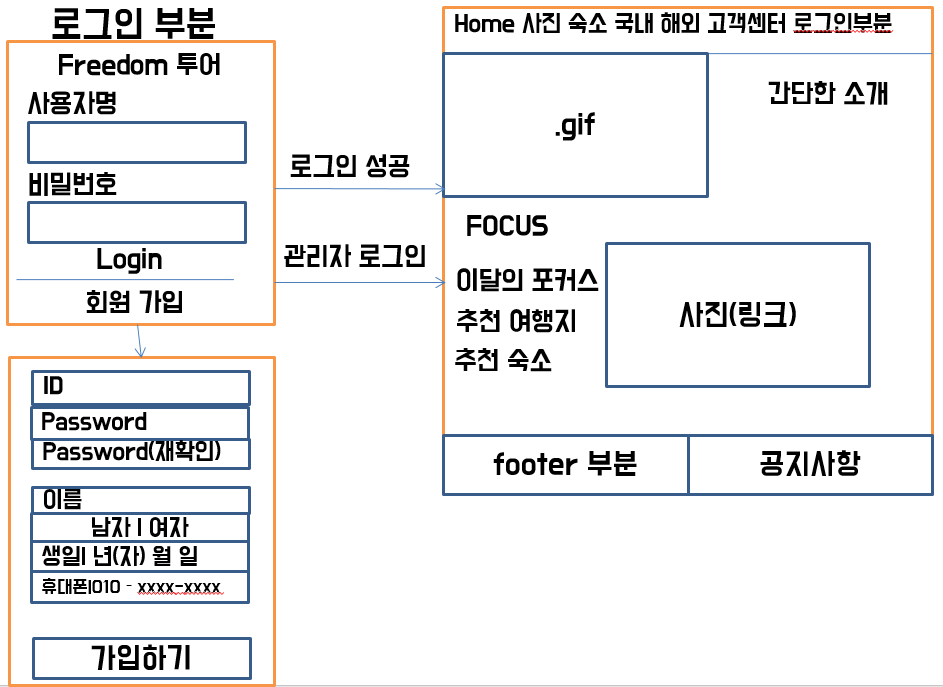 로그인 부분
Freedom 투어
사용자명
비밀번호
Login
회원 가입
로그인 성공
관리자 로그인
ID
Password
Password(재확인)
이름
남자 | 여자
생일| 년(자) 월 일
휴대폰|010 - xxxx-xxxx
가입하기
Home 사진 숙소 국내 해외 고객센터 로그인부분
.gif
간단한 소개
FOCUS
이달의 포커스
추천 여행지
추천 숙소
사진(링크)
footer 부분
공지사항